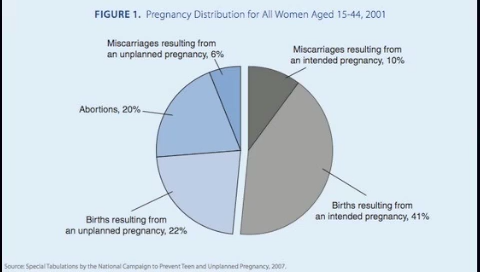 FIGURE 1. Pregnancy Distribution for All Women Aged 15-44, 2001
Miscarriages resulting from
an unplanned pregnancy, 6%
Miscarriages resulting from
an intended pregnancy, 10%
Abortions, 20%
Births resulting from
an unplanned pregnancy, 22%
Births resulting from
an intended pregnancy, 41%
Source: Special Tabulations by the National Campaign to Prevent Teen and Unplanned Pregnancy, 2007.